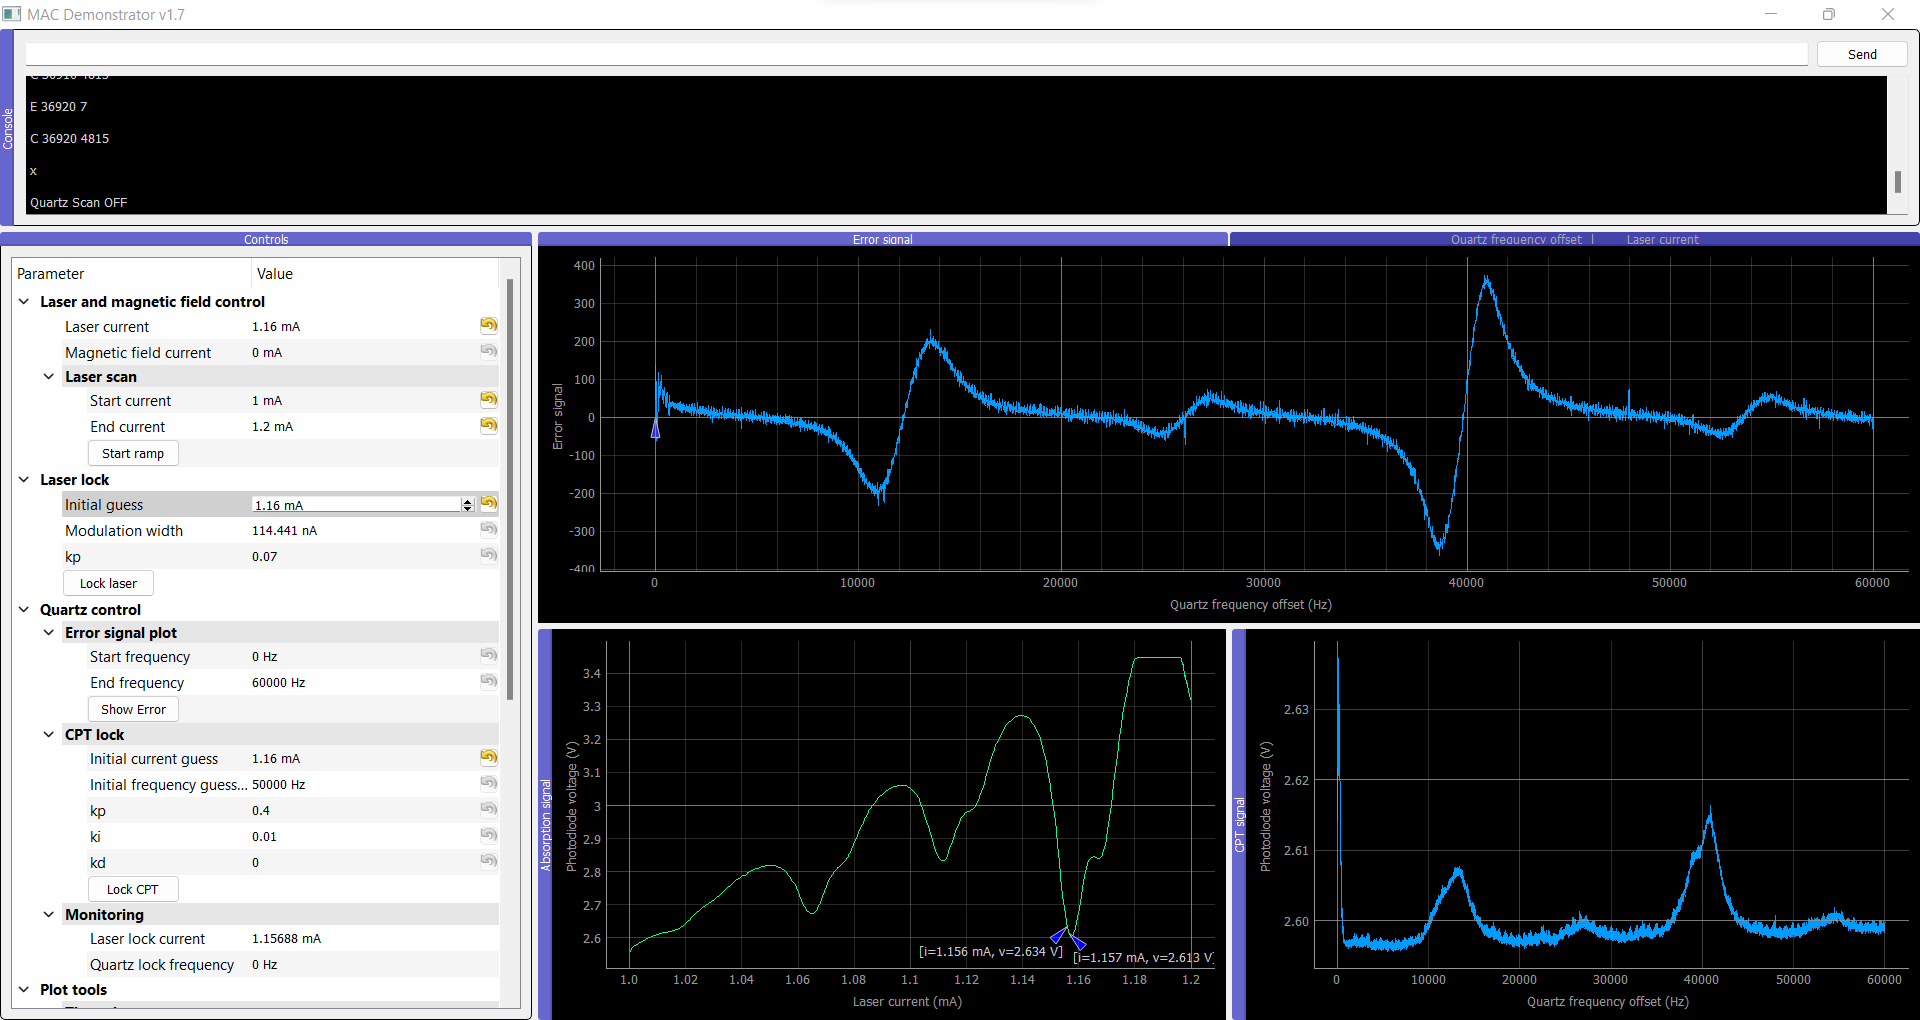 MAC Demonstrator v1.7
Send
Console
C 36910 4815
E 36920 7
C 36920 4815
x
Quartz Scan OFF
Controls
Parameter Value
Laser and magnetic field control
Laser current 1.16 mA
Magnetic field current 0 mA
Laser scan
Start current 1 mA
End current 1.2 mA
Start ramp
Laser lock
Initial guess 1.16 mA
Modulation width 114.441 nA
kp 0.07
Lock laser
Quartz control
Error signal plot
Start frequency 0 Hz
End frequency 60000 Hz
Show Error
CPT lock
Initial current guess 1.16 mA
Initial frequency guess... 50000 Hz
kp 0.4
ki 0.01
kd 0
Lock CPT
Monitoring
Laser lock current 1.15688 mA
Quartz lock frequency 0 Hz
Plot tools
Error signal
Quartz frequency offset
Laser current
400
300
200
100
0
-100
-200
-300
-400
Error signal
0 10000 20000 30000 40000 50000 60000
Quartz frequency offset (Hz)
Absorption signal
Photodiode voltage (V)
3.4
3.3
3.2
3.1
3
2.9
2.8
2.7
2.6
[i=1.156 mA, v=2.634 V]
[i=1.157 mA, v=2.613 V]
1.0 1.02 1.04 1.06 1.08 1.1 1.12 1.14 1.16 1.18 1.2
Laser current (mA)
CPT signal
Photodiode voltage (V)
2.63
2.62
2.61
2.60
0 10000 20000 30000 40000 50000 60000
Quartz frequency offset (Hz)